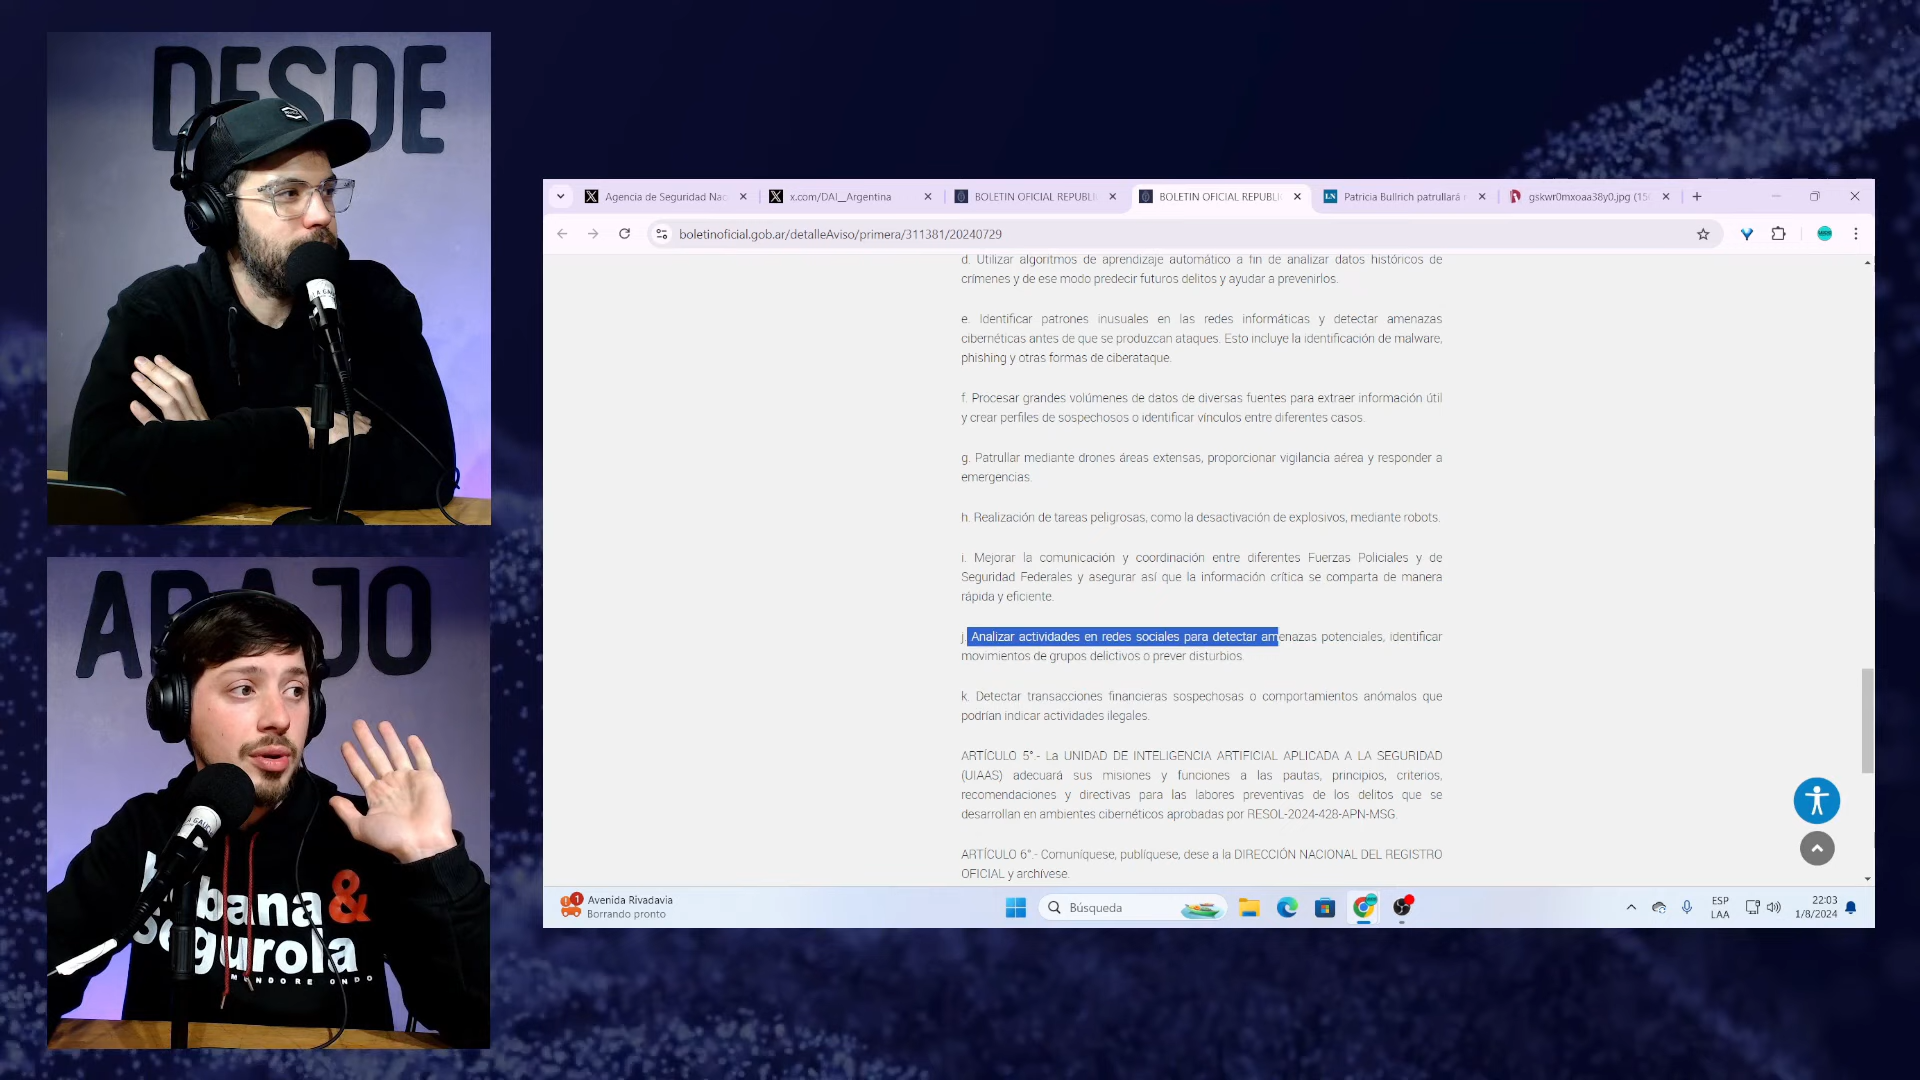 DESDE
ABAJO
bana&
Segurola
Agencia de Seguridad Nac
x.com/DAI__Argentina
BOLETIN OFICIAL REPUBLI
BOLETIN OFICIAL REPUBLIC
LN
Patricia Bullrich patrullará r
gskwr0mxoaa38y0.jpg (15
boletinoficial.gob.ar/detalleAviso/primera/311381/20240729
d. Utilizar algoritmos de aprendizaje automático a fin de analizar datos históricos de
crímenes y de ese modo predecir futuros delitos y ayudar a prevenirlos.
e. Identificar patrones inusuales en las redes informáticas y detectar amenazas
cibernéticas antes de que se produzcan ataques. Esto incluye la identificación de malware,
phishing y otras formas de ciberataque.
f. Procesar grandes volúmenes de datos de diversas fuentes para extraer información útil
y crear perfiles de sospechosos o identificar vínculos entre diferentes casos.
g. Patrullar mediante drones áreas extensas, proporcionar vigilancia aérea y responder a
emergencias.
h. Realización de tareas peligrosas, como la desactivación de explosivos, mediante robots.
i. Mejorar la comunicación y coordinación entre diferentes Fuerzas Policiales y de
Seguridad Federales y asegurar así que la información crítica se comparta de manera
rápida y eficiente.
j. Analizar actividades en redes sociales para detectar amenazas potenciales, identificar
movimientos de grupos delictivos o prever disturbios.
k. Detectar transacciones financieras sospechosas o comportamientos anómalos que
podrían indicar actividades ilegales.
ARTÍCULO 5°.- La UNIDAD DE INTELIGENCIA ARTIFICIAL APLICADA A LA SEGURIDAD
(UIAAS) adecuará sus misiones y funciones a las pautas, principios, criterios,
recomendaciones y directivas para las labores preventivas de los delitos que se
desarrollan en ambientes cibernéticos aprobadas por RESOL-2024-428-APN-MSG.
ARTÍCULO 6°.- Comuníquese, publíquese, dese a la DIRECCIÓN NACIONAL DEL REGISTRO
OFICIAL y archívese.
1
Avenida Rivadavia
Borrando pronto
Búsqueda
ESP
LAA
22:03
1/8/2024